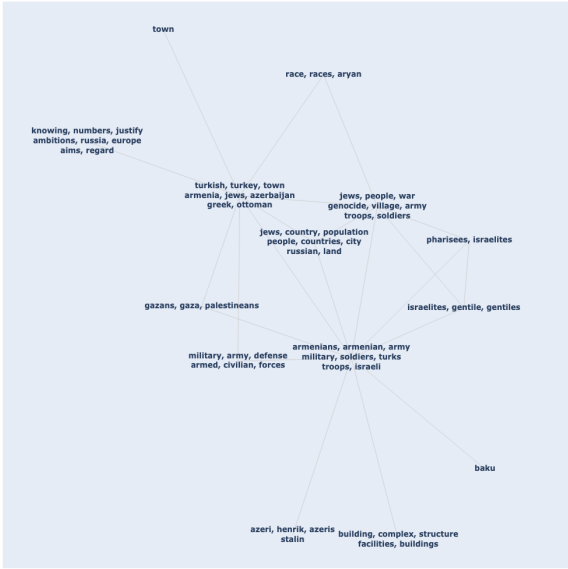 town
race, races, aryan
knowing, numbers, justify
ambitions, russia, europe
aims, regard
turkish, turkey, town
armenia, jews, azerbaijan
greek, ottoman
jews, people, war
genocide, village, army
troops, soldiers
jews, country, population
people, countries, city
russian, land
pharisees, israelites
gazans, gaza, palestineans
israelites, gentile, gentiles
military, army, defense
armed, civilian, forces
armenians, armenian, army
military, soldiers, turks
troops, israeli
baku
azeri, henrik, azeris
stalin
building, complex, structure
facilities, buildings